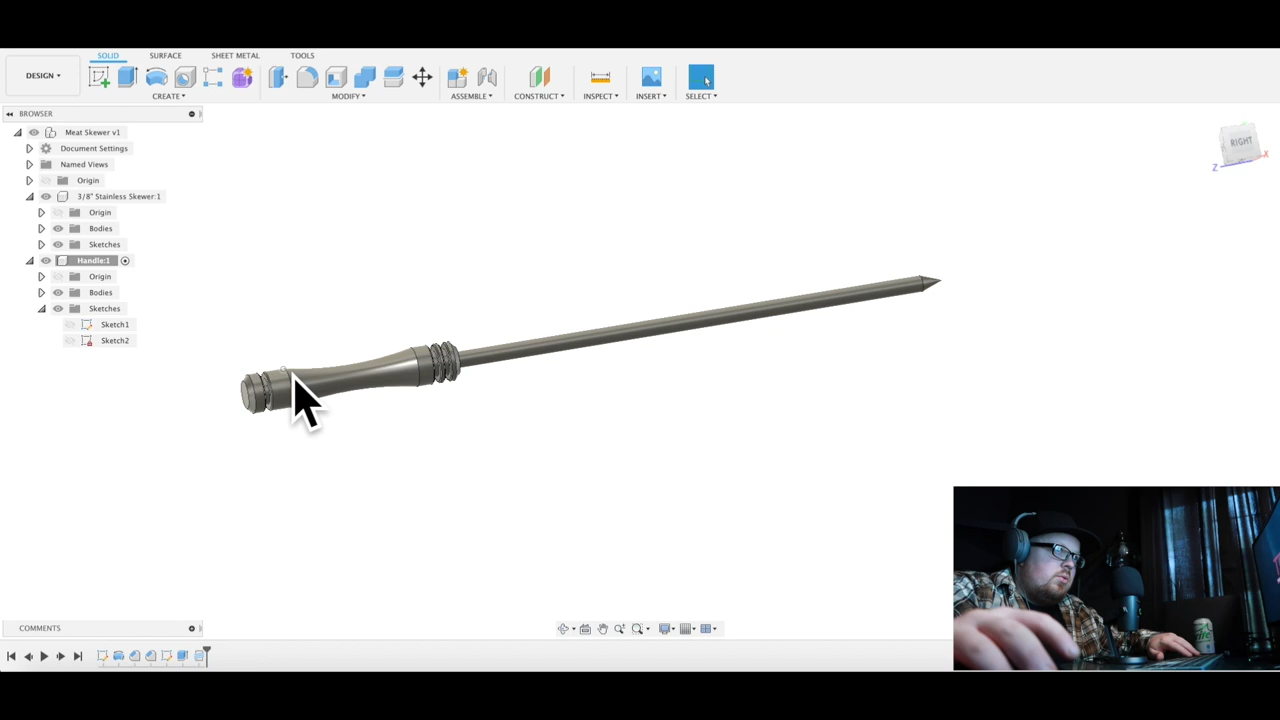 SOLID SURFACE SHEET METAL TOOLS
DESIGN
CREATE MODIFY ASSEMBLE CONSTRUCT INSPECT INSERT SELECT
BROWSER
Meat Skewer v1
Document Settings
Named Views
Origin
3/8" Stainless Skewer:1
Origin
Bodies
Sketches
Handle:1
Origin
Bodies
Sketches
Sketch1
Sketch2
RIGHT
Z
X
COMMENTS